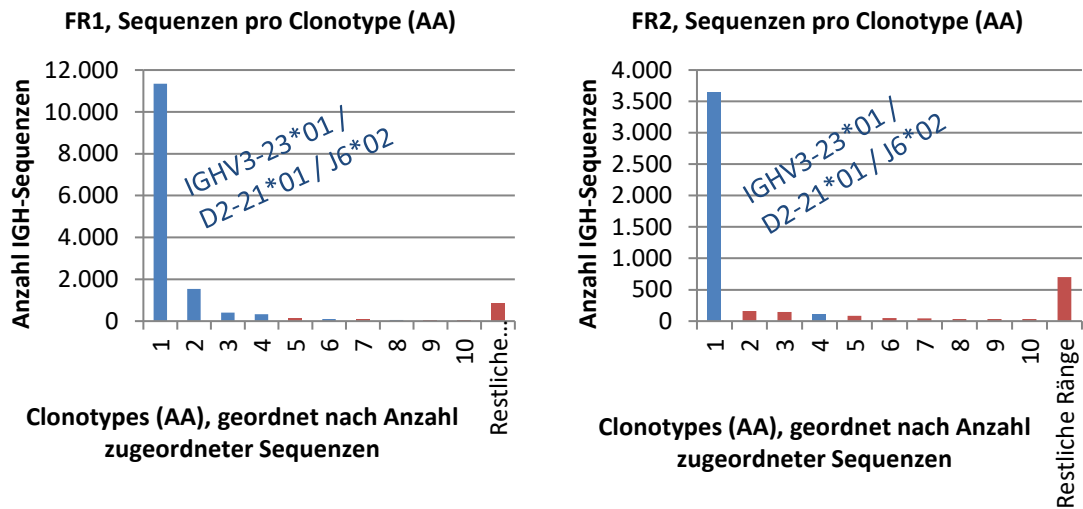 FR1, Sequenzen pro Clonotype (AA)
Anzahl IGH-Sequenzen
12.000
10.000
8.000
6.000
4.000
2.000
0
IGHV3-23*01 /
D2-21*01 / J6*02
1
2
3
4
5
6
7
8
9
10
Restliche...
Clonotypes (AA), geordnet nach Anzahl
zugeordneter Sequenzen
FR2, Sequenzen pro Clonotype (AA)
Anzahl IGH-Sequenzen
4.000
3.500
3.000
2.500
2.000
1.500
1.000
500
0
IGHV3-23*01 /
D2-21*01 / J6*02
1
2
3
4
5
6
7
8
9
10
Restliche Ränge
Clonotypes (AA), geordnet nach Anzahl
zugeordneter Sequenzen